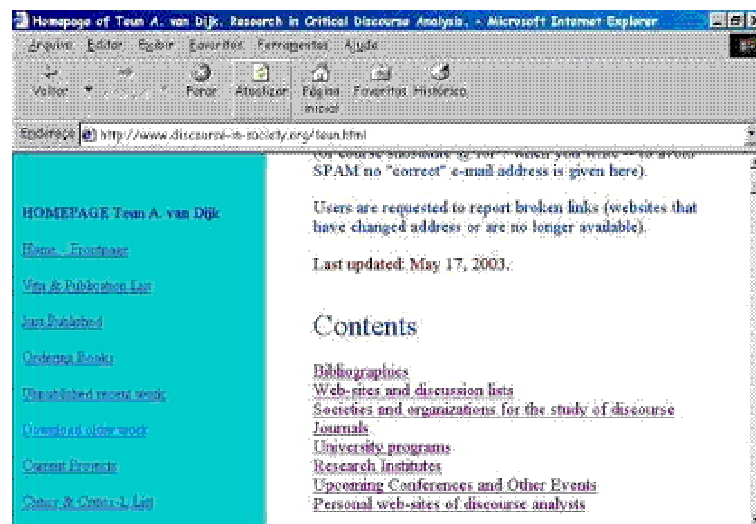 Homepage of Teun A. van Dijk. Research in Critical Discourse Analysis. - Microsoft Internet Explorer
Arquivo Editar Exibir Favoritos Ferramentas Ajuda
Voltar Parar Atualizar Página inicial Favoritos Histórico
Endereço http://www.discourse-in-society.org/teun.html
SPAM no "correct" e-mail address is given here).
Users are requested to report broken links (websites that
have changed address or are no longer available).
Last updated: May 17, 2003.
Contents
Bibliographies
Web-sites and discussion lists
Societies and organizations for the study of discourse
Journals
University programs
Research Institutes
Upcoming Conferences and Other Events
Personal web-sites of discourse analysts
HOMEPAGE Teun A. van Dijk
Home - Frontpage
Vita & Publication List
Just Published
Ordering Books
Unpublished recent work
Download older work
Current Projects